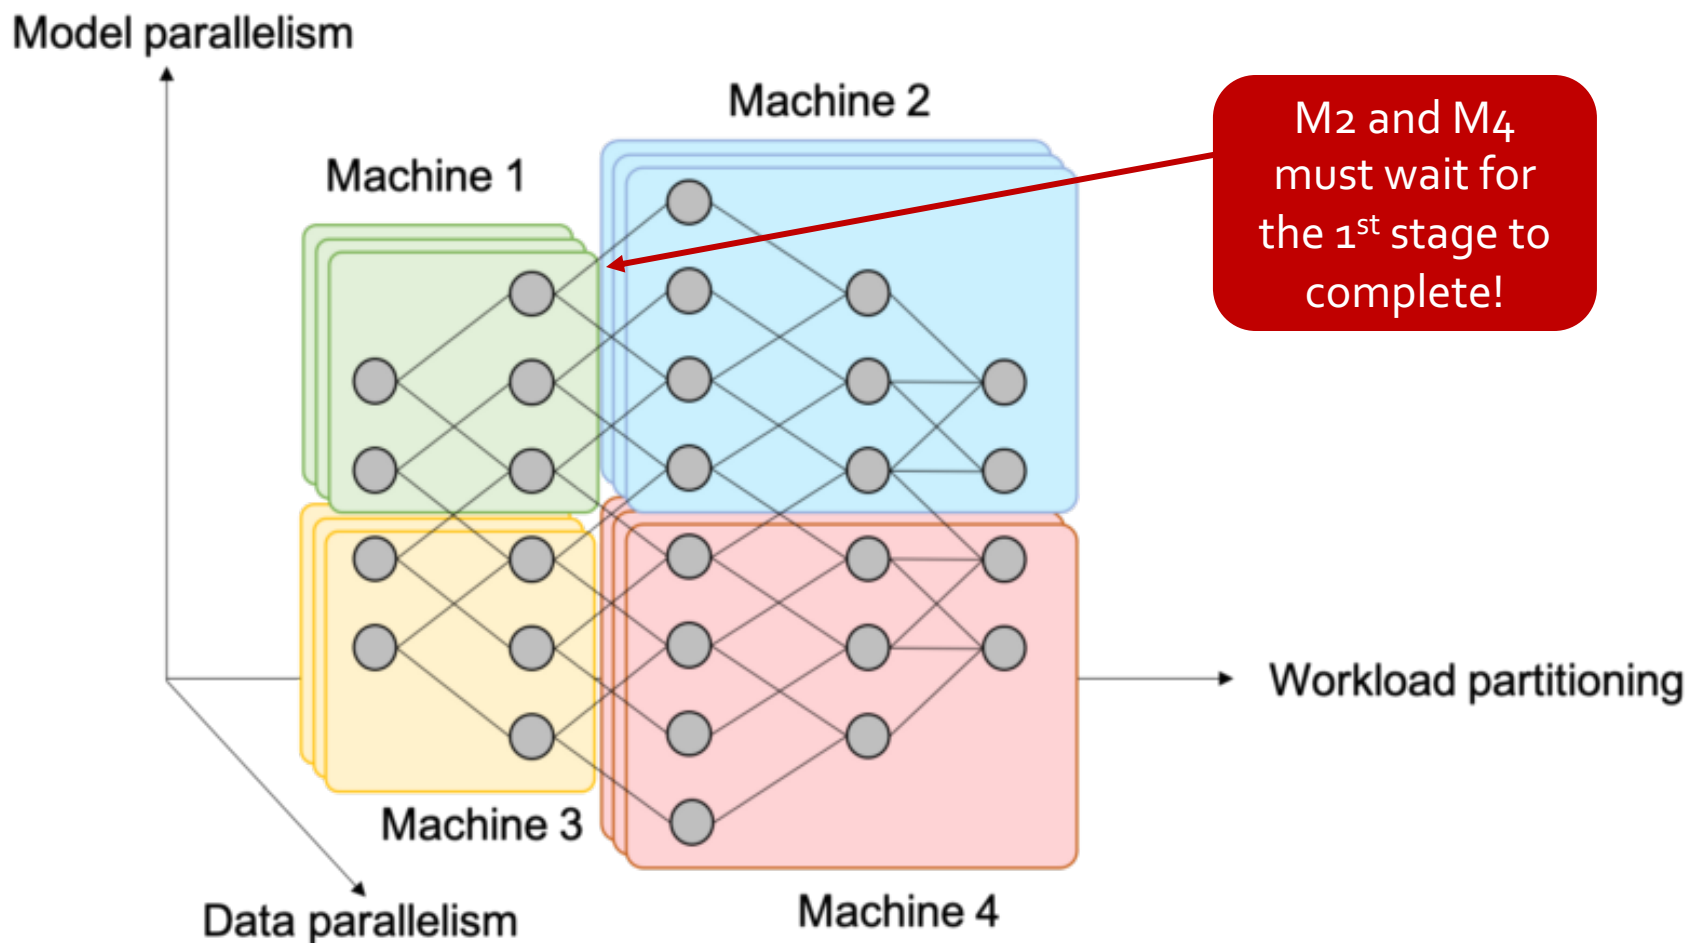 Model parallelism
Machine 2
Machine 1
M2 and M4
must wait for
the 1st stage to
complete!
Workload partitioning
Machine 3
Machine 4
Data parallelism